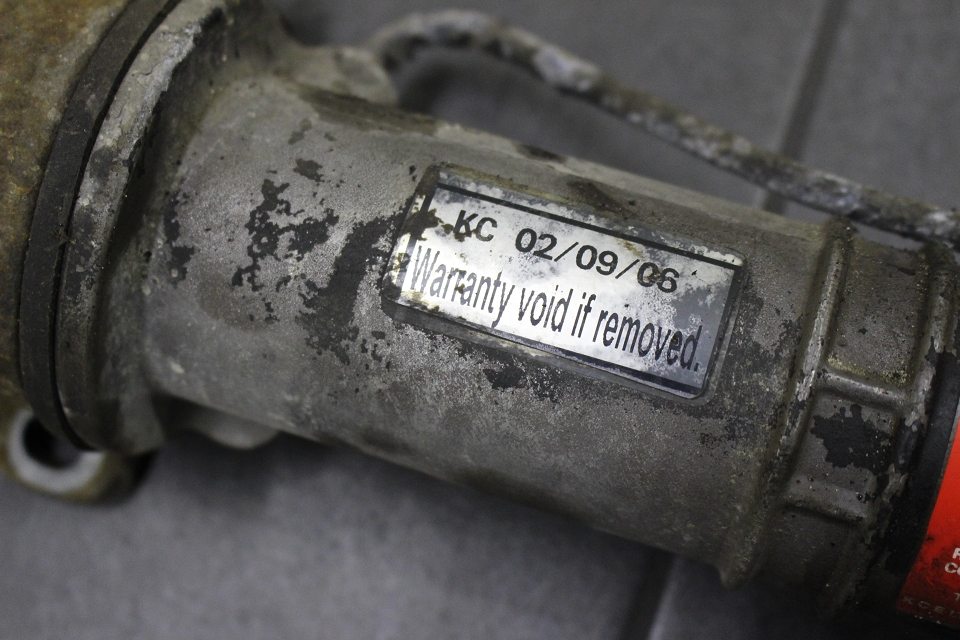 KC 02/09/06
Warranty void if removed.